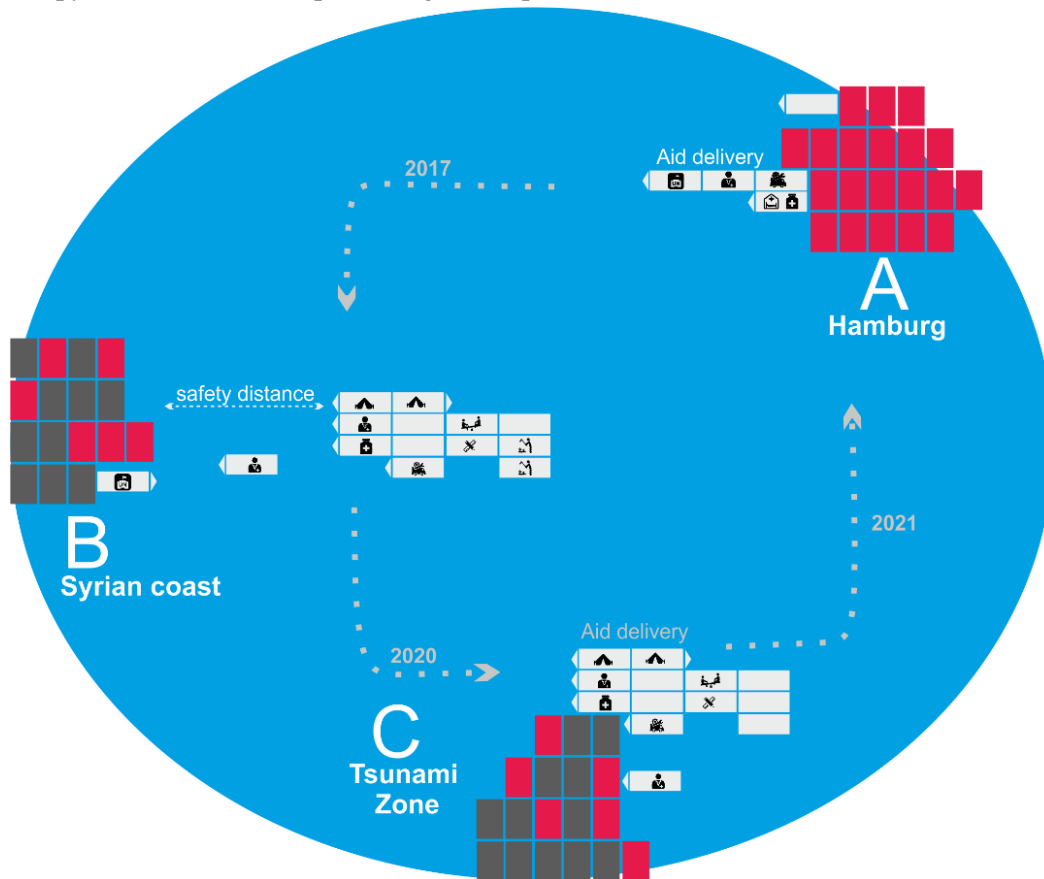 Aid delivery
2017
A
Hamburg
safety distance
B
Syrian coast
2021
Aid delivery
2020
C
Tsunami
Zone